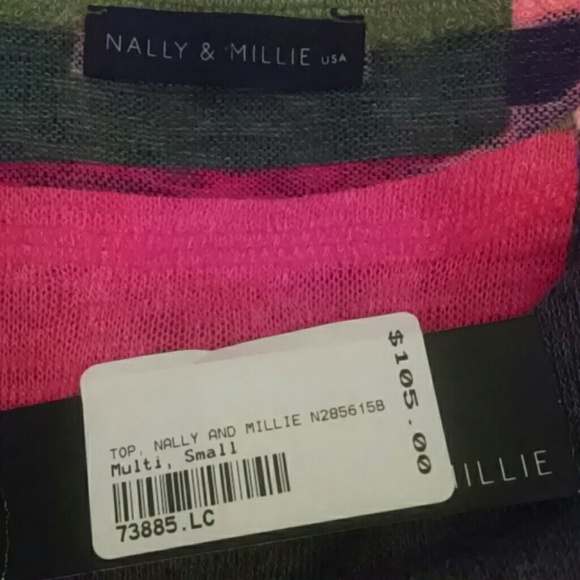 NALLY & MILLIE USA
$105.00
TOP, NALLY AND MILLIE N285615B
Multi, Small
73885.LC
MILLIE